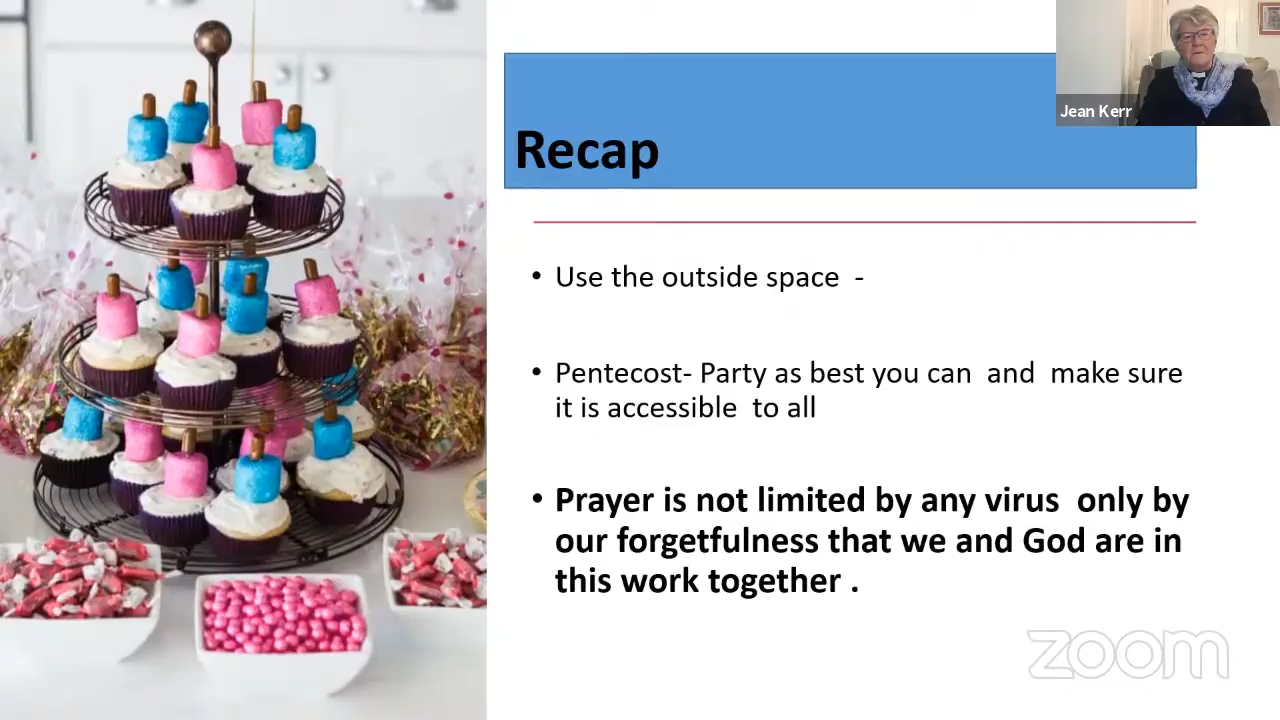 Jean Kerr
Recap
• Use the outside space -
• Pentecost- Party as best you can and make sure
it is accessible to all
• Prayer is not limited by any virus only by
our forgetfulness that we and God are in
this work together .
zoom